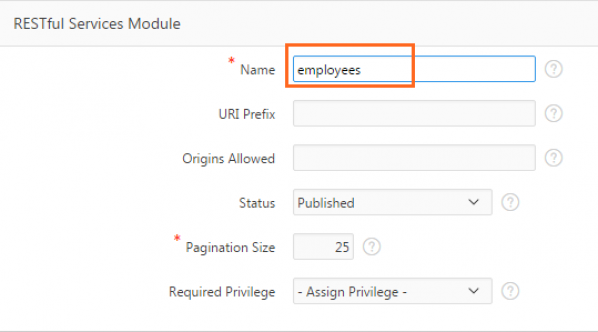 RESTful Services Module
* Name employees ?
URI Prefix ?
Origins Allowed ?
Status Published ?
* Pagination Size 25 ?
Required Privilege - Assign Privilege - ?